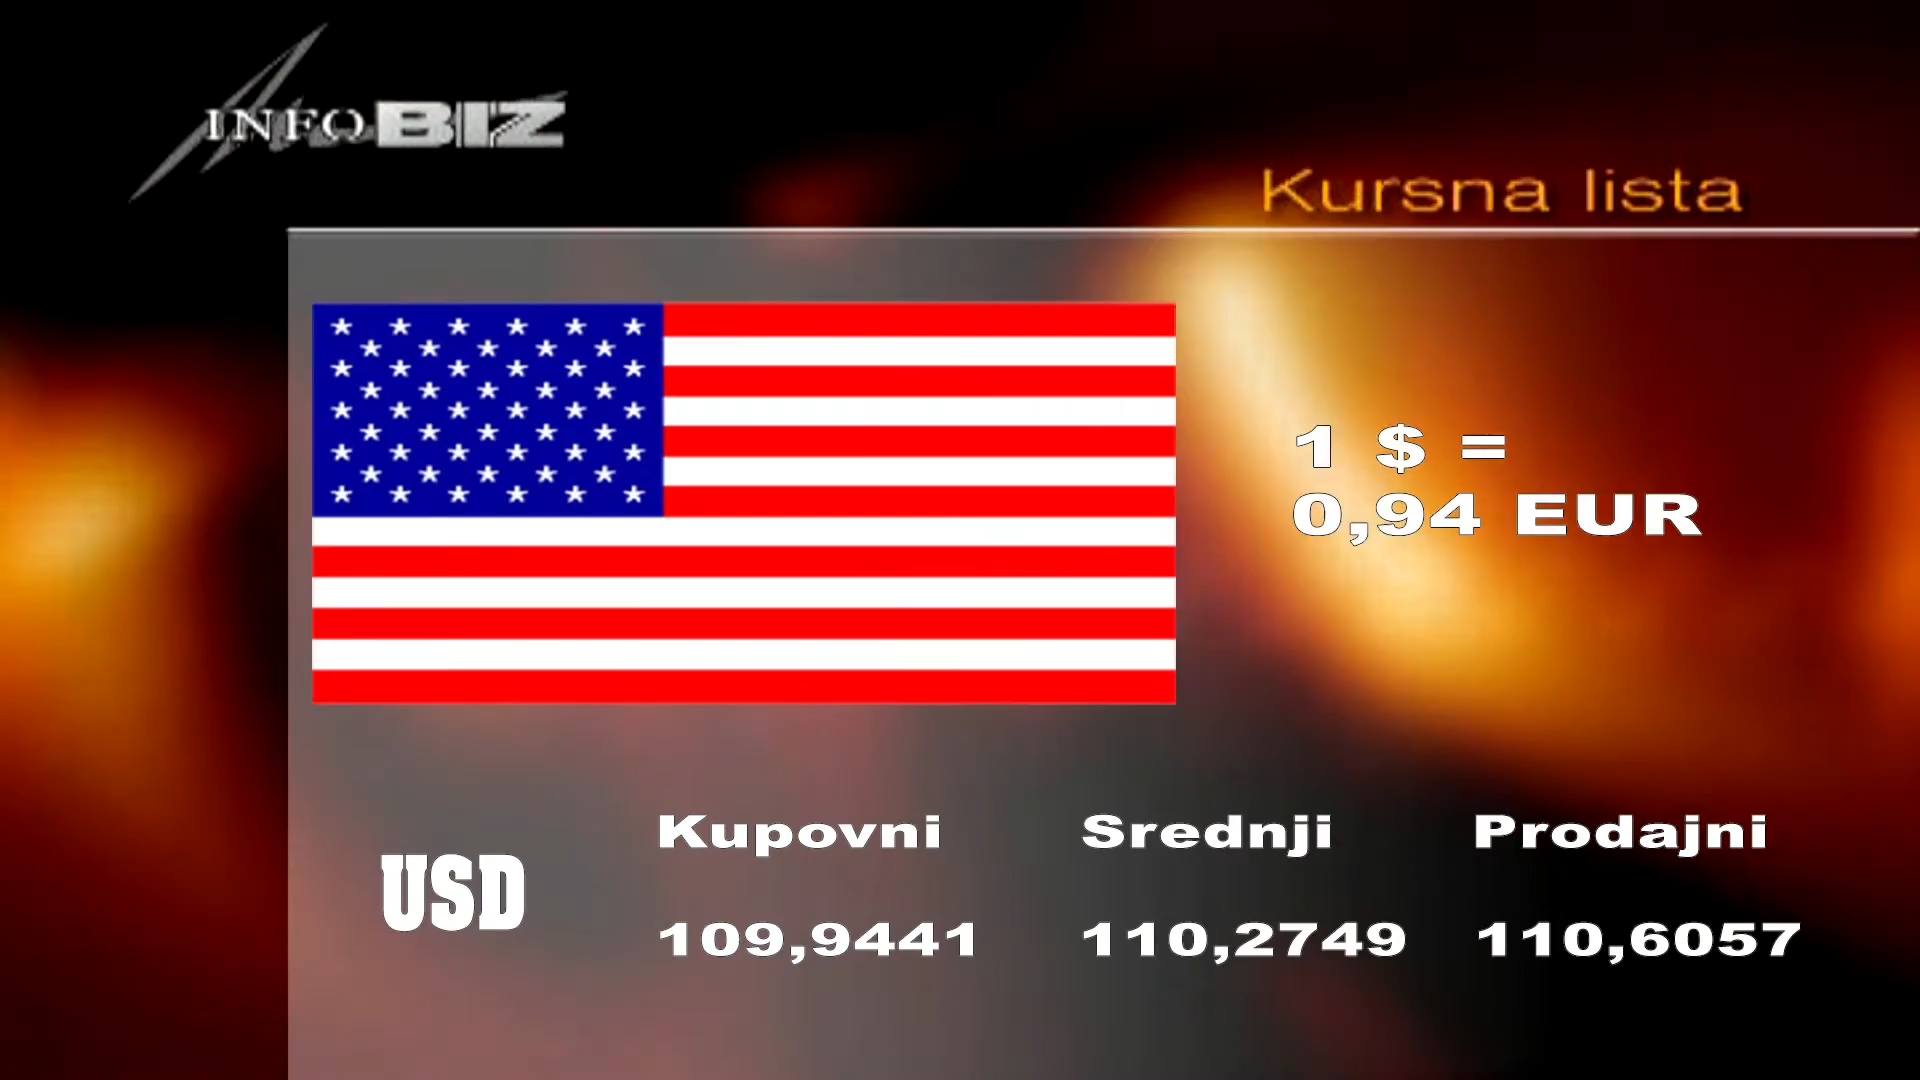 INFO BIZ
Kursna lista
1 $ =
0,94 EUR
Kupovni Srednji Prodajni
USD
109,9441 110,2749 110,6057